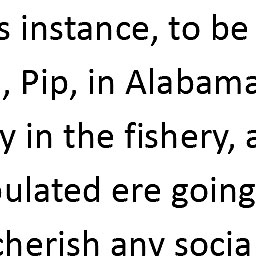 s instance, to be
, Pip, in Alabama
y in the fishery, a
pulated ere going
cherish any socia